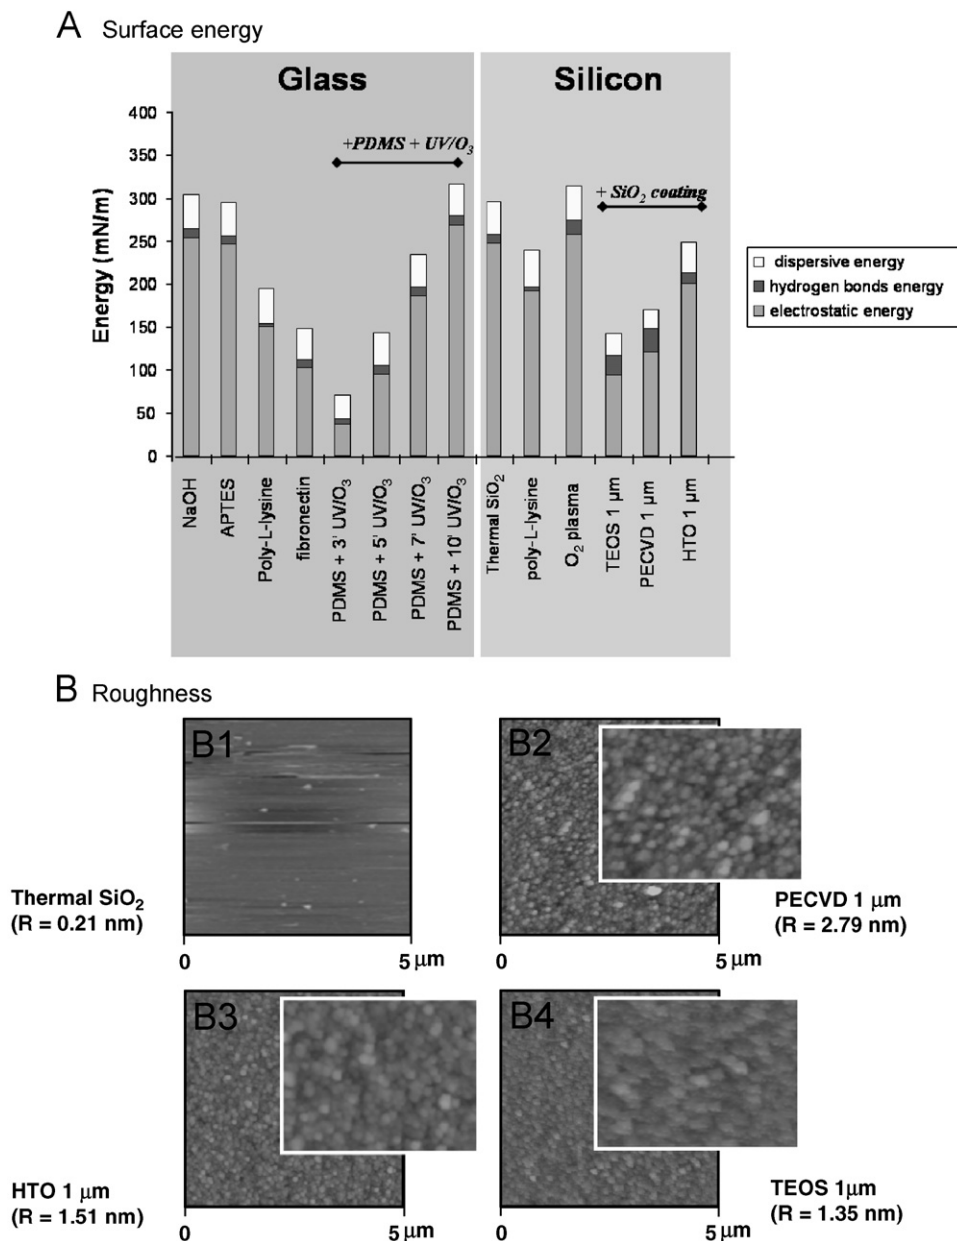 A Surface energy
Glass
Silicon
Energy (mN/m)
400
350
300
250
200
150
100
50
0
+PDMS + UV/O₃
+ SiO₂ coating
dispersive energy
hydrogen bonds energy
electrostatic energy
NaOH
APTES
Poly-L-lysine
fibronectin
PDMS + 3' UV/O₃
PDMS + 5' UV/O₃
PDMS + 7' UV/O₃
PDMS + 10' UV/O₃
Thermal SiO₂
poly-L-lysine
O₂ plasma
TEOS 1 µm
PECVD 1 µm
HTO 1 µm
B Roughness
B1
Thermal SiO₂
(R = 0.21 nm)
0
5 µm
B2
PECVD 1 µm
(R = 2.79 nm)
0
5 µm
B3
HTO 1 µm
(R = 1.51 nm)
0
5 µm
B4
TEOS 1µm
(R = 1.35 nm)
0
5 µm